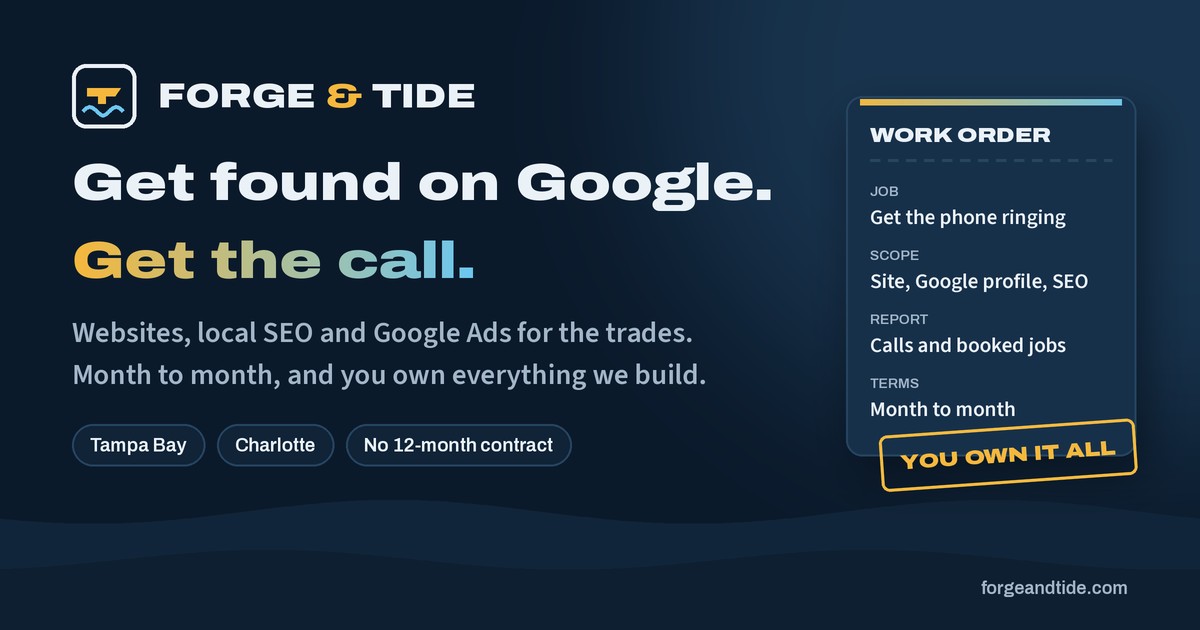 FORGE & TIDE
Get found on Google.
Get the call.
Websites, local SEO and Google Ads for the trades.
Month to month, and you own everything we build.
Tampa Bay
Charlotte
No 12-month contract
WORK ORDER
JOB
Get the phone ringing
SCOPE
Site, Google profile, SEO
REPORT
Calls and booked jobs
TERMS
Month to month
YOU OWN IT ALL
forgeandtide.com